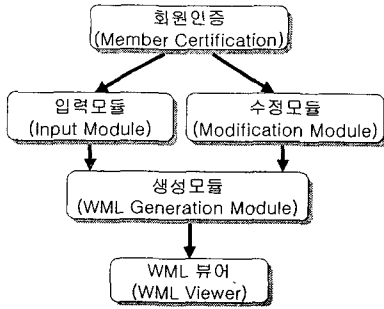 회원인증
(Member Certification)
입력모듈
(Input Module)
수정모듈
(Modification Module)
생성모듈
(WML Generation Module)
WML 뷰어
(WML Viewer)